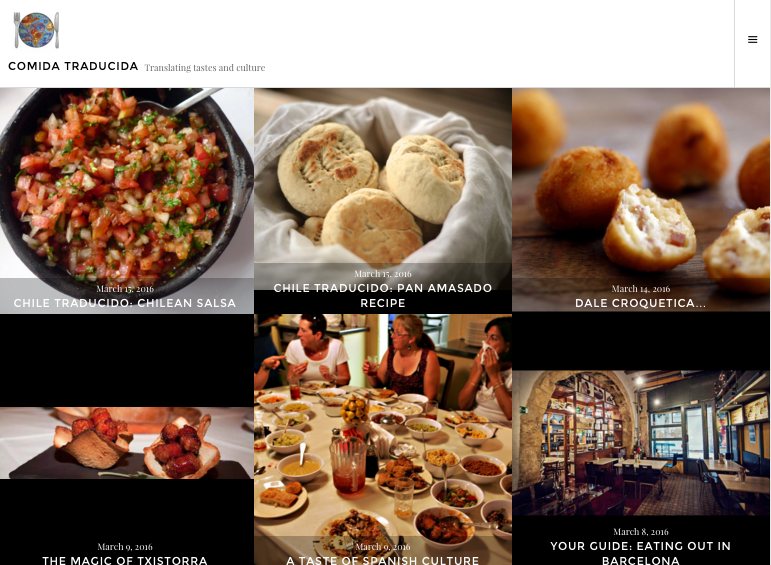 COMIDA TRADUCIDA Translating tastes and culture
March 15, 2016
CHILE TRADUCIDO: CHILEAN SALSA
March 15, 2016
CHILE TRADUCIDO: PAN AMASADO
RECIPE
March 14, 2016
DALE CROQUETICA...
March 9, 2016
THE MAGIC OF TXISTORRA
March 9, 2016
A TASTE OF SPANISH CULTURE
March 8, 2016
YOUR GUIDE: EATING OUT IN
BARCELONA